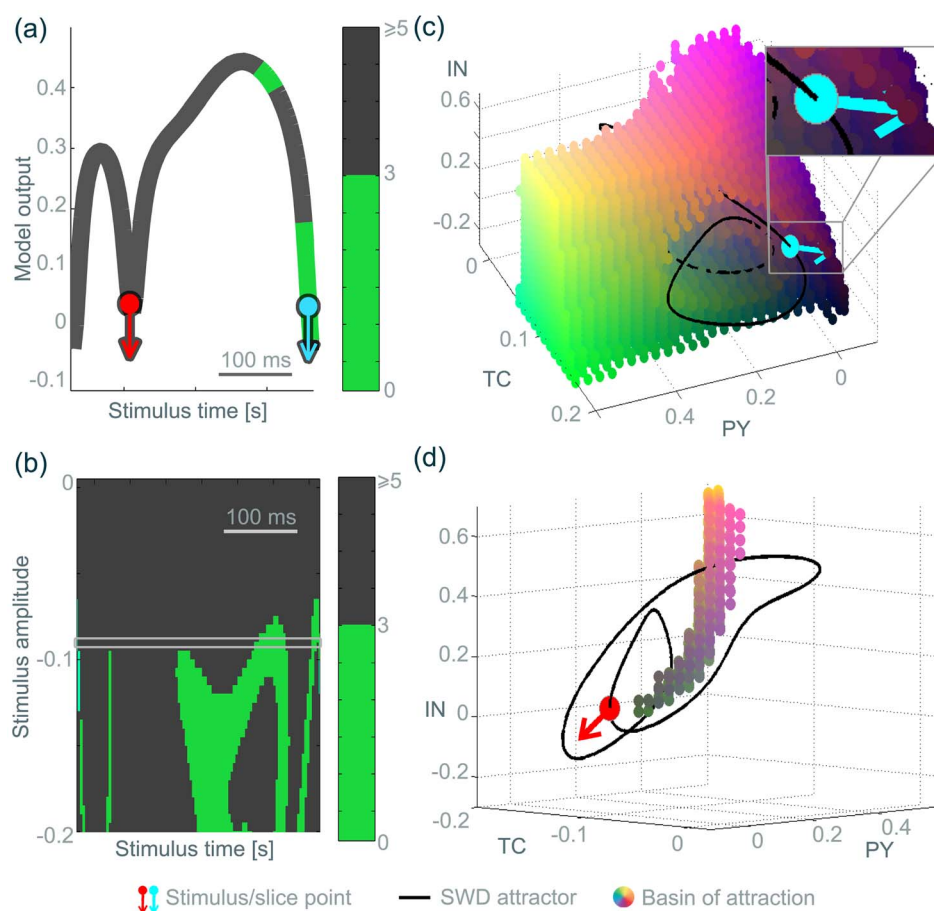 (a)
≥5
0.4
0.3
0.2
0.1
0
-0.1
Model output
3
0
100 ms
Stimulus time [s]
(b)
0
-0.1
-0.2
Stimulus amplitude
100 ms
≥5
3
0
Stimulus time [s]
(c)
IN
0.6
0.2
-0.2
0
0.1
TC
0.2
0.4
0.2
0
PY
(d)
0.6
0.4
0.2
IN
0
-0.2
-0.2
TC
-0.1
0
0
0.2
0.4
PY
Stimulus/slice point
SWD attractor
Basin of attraction